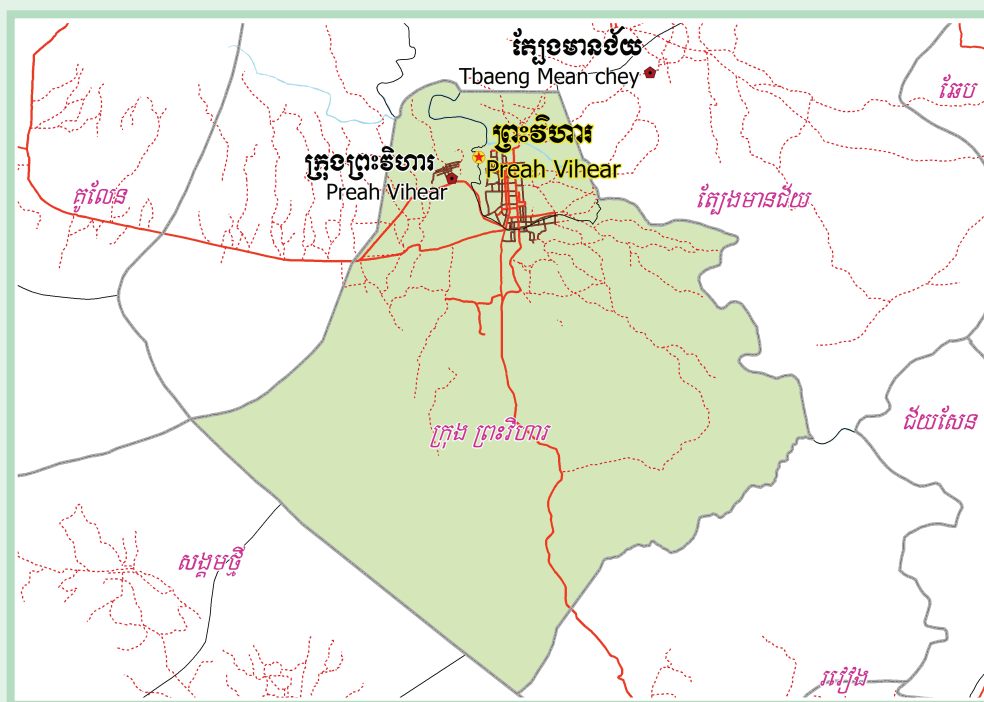 ត្បែងមានជ័យ
Tbaeng Mean chey
ឆែប
ព្រះវិហារ
Preah Vihear
ក្រុងព្រះវិហារ
Preah Vihear
គូលែន
ត្បែងមានជ័យ
ក្រុង ព្រះវិហារ
ជ័យសែន
សង្គមថ្មី
រវៀង